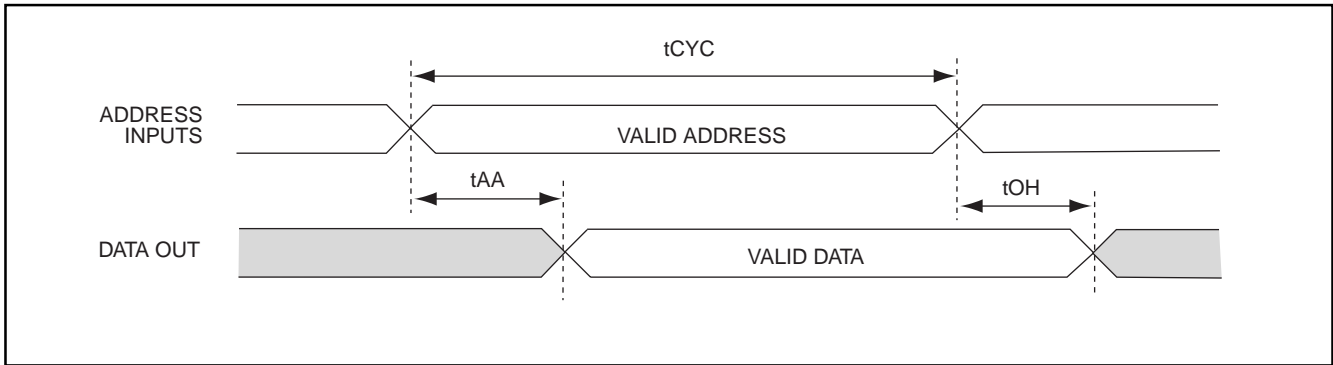 tCYC
ADDRESS
INPUTS
VALID ADDRESS
tAA
tOH
DATA OUT
VALID DATA